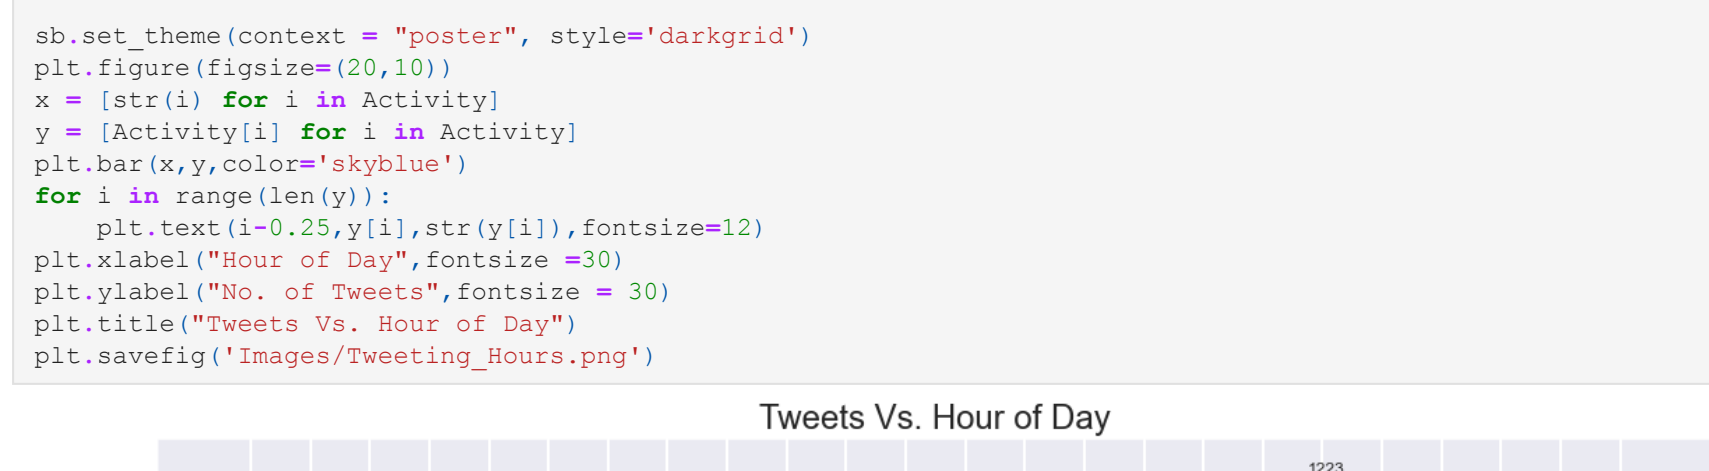 sb.set_theme(context = "poster", style='darkgrid')
plt.figure(figsize=(20,10))
x = [str(i) for i in Activity]
y = [Activity[i] for i in Activity]
plt.bar(x,y,color='skyblue')
for i in range(len(y)):
    plt.text(i-0.25,y[i],str(y[i]),fontsize=12)
plt.xlabel("Hour of Day",fontsize =30)
plt.ylabel("No. of Tweets",fontsize = 30)
plt.title("Tweets Vs. Hour of Day")
plt.savefig('Images/Tweeting_Hours.png')
Tweets Vs. Hour of Day
1223